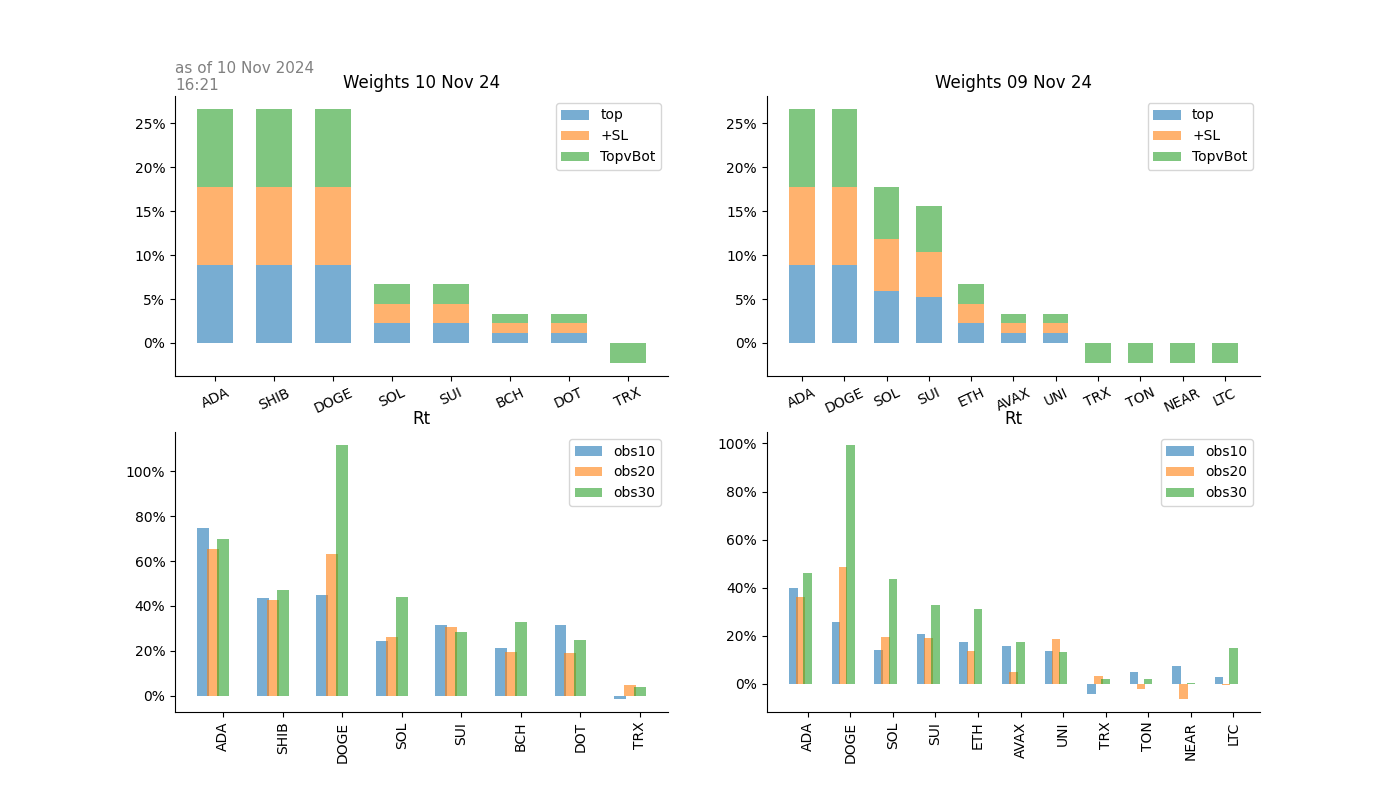 as of 10 Nov 2024
16:21
Weights 10 Nov 24
25%
20%
15%
10%
5%
0%
top
+SL
TopvBot
ADA SHIB DOGE SOL SUI BCH DOT TRX
Weights 09 Nov 24
25%
20%
15%
10%
5%
0%
top
+SL
TopvBot
ADA DOGE SOL SUI ETH AVAX UNI TRX TON NEAR LTC
Rt
100%
80%
60%
40%
20%
0%
obs10
obs20
obs30
ADA SHIB DOGE SOL SUI BCH DOT TRX
Rt
100%
80%
60%
40%
20%
0%
obs10
obs20
obs30
ADA DOGE SOL SUI ETH AVAX UNI TRX TON NEAR LTC